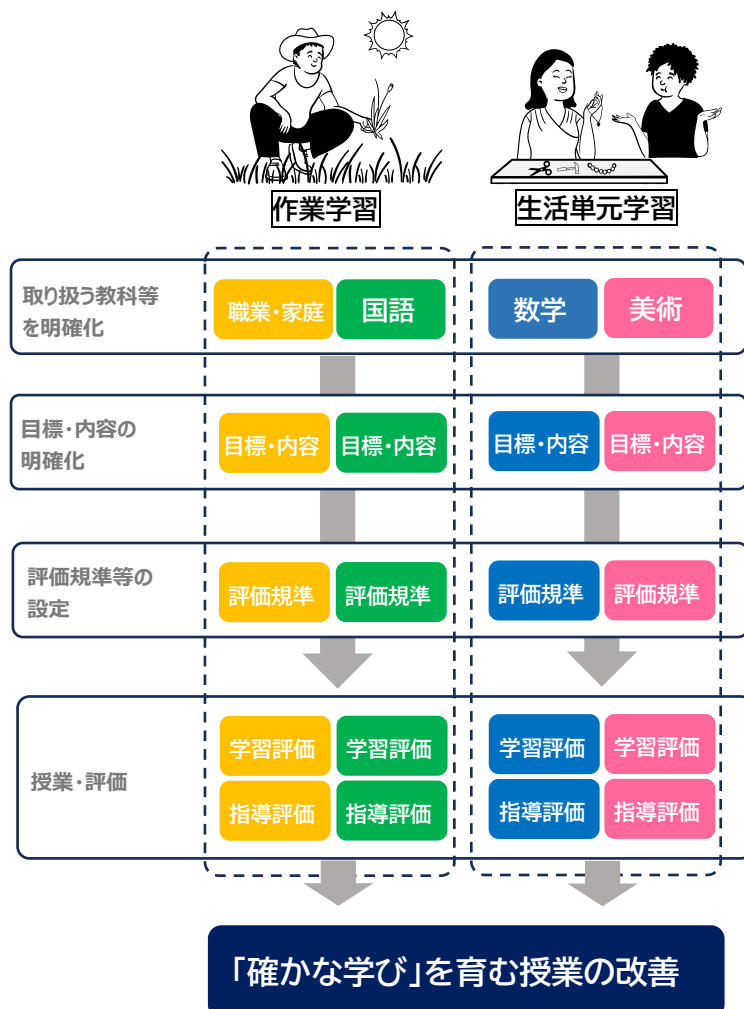 作業学習
生活単元学習
取り扱う教科等
を明確化
職業・家庭
国語
数学
美術
目標・内容の
明確化
目標・内容
目標・内容
目標・内容
目標・内容
評価規準等の
設定
評価規準
評価規準
評価規準
評価規準
授業・評価
学習評価
学習評価
学習評価
学習評価
指導評価
指導評価
指導評価
指導評価
「確かな学び」を育む授業の改善